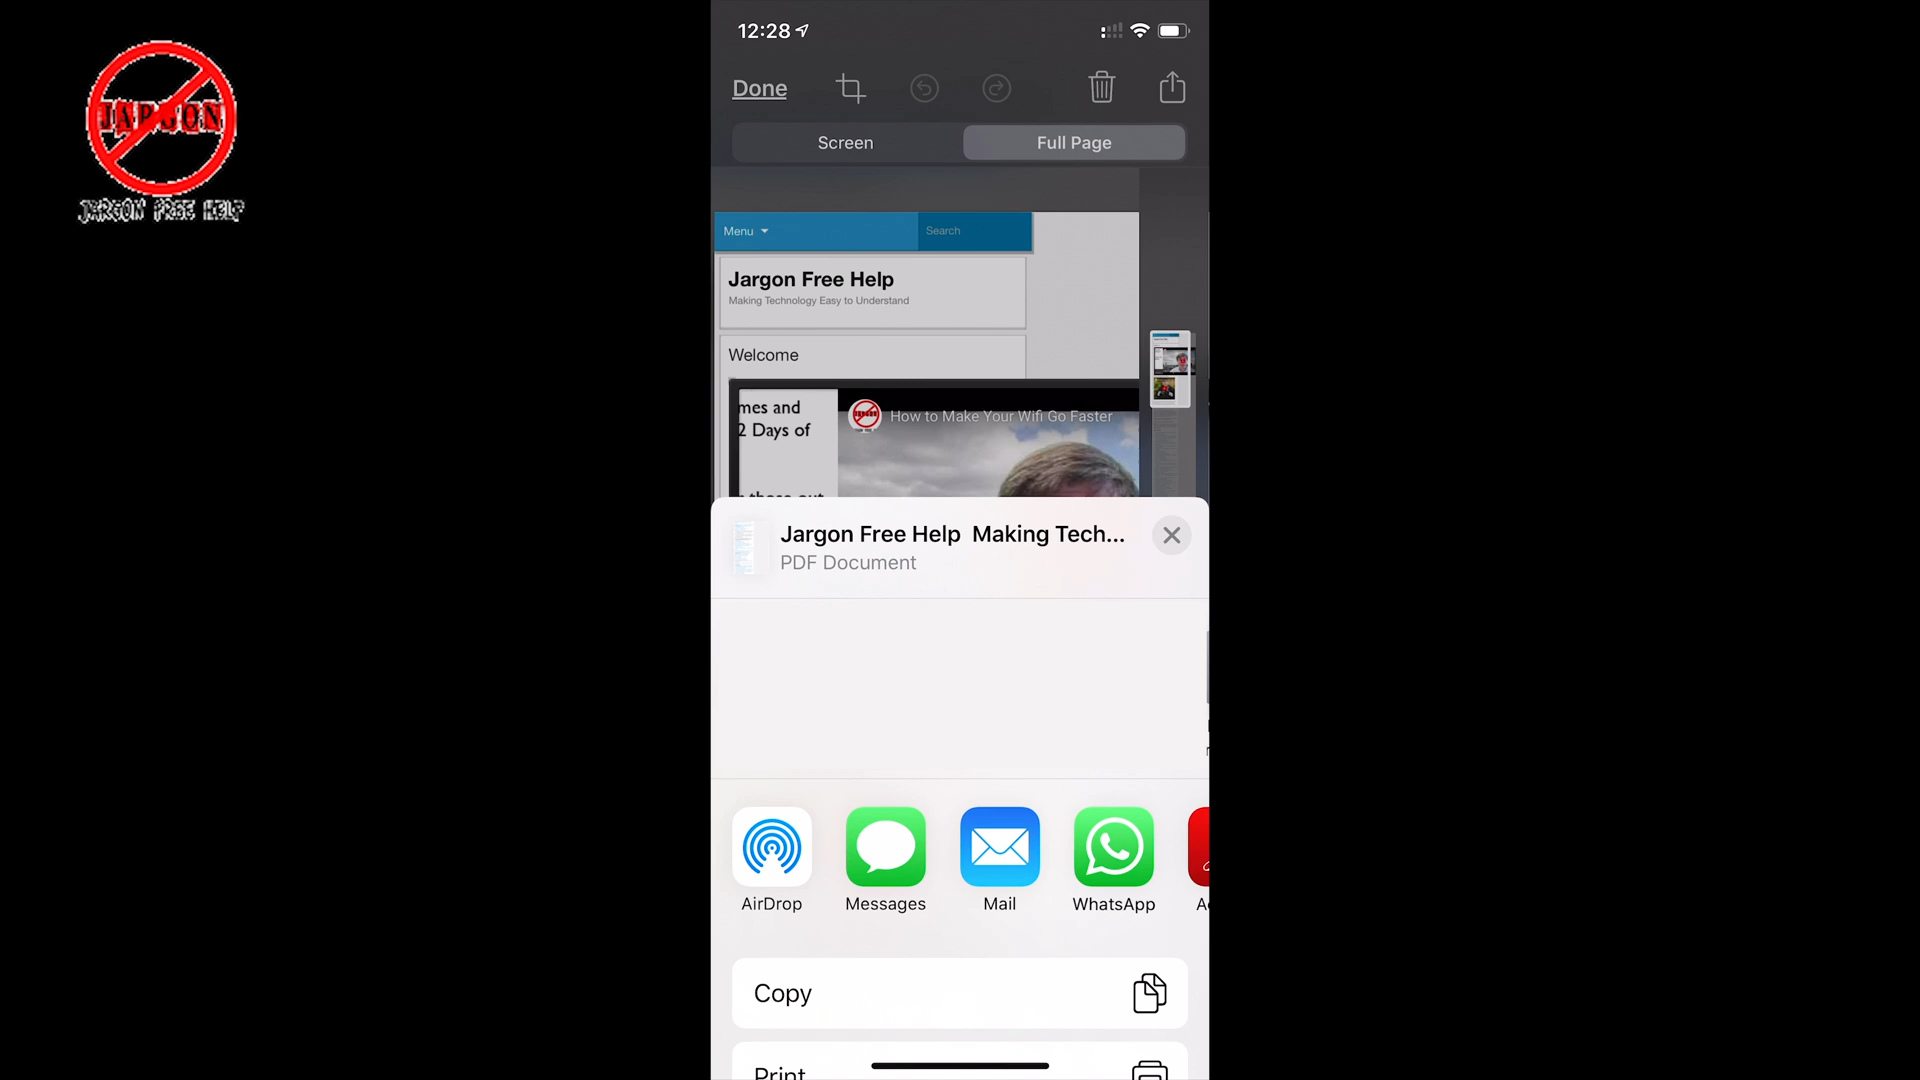 JARGON
JARGON FREE HELP
12:28
Done
Screen
Full Page
Menu
Search
Jargon Free Help
Making Technology Easy to Understand
Welcome
mes and
2 Days of
How to Make Your Wifi Go Faster
Jargon Free Help Making Tech...
PDF Document
AirDrop
Messages
Mail
WhatsApp
Copy
Print